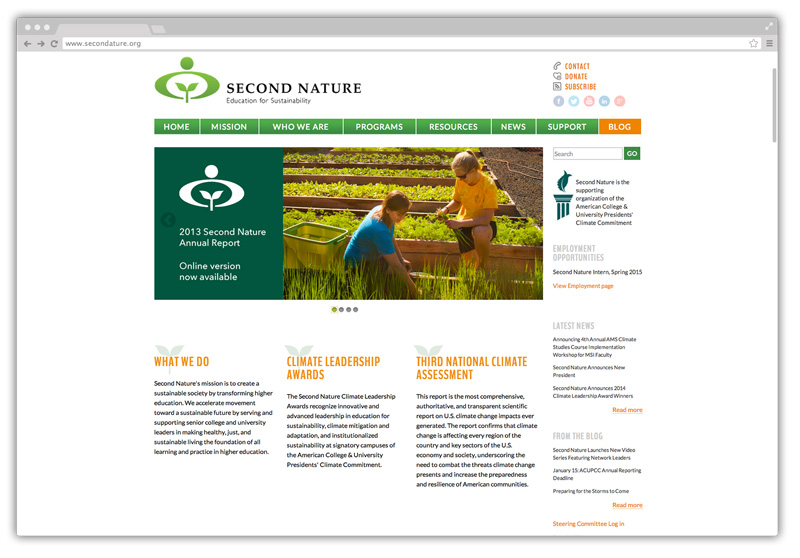 www.secondature.org
SECOND NATURE
Education for Sustainability
CONTACT
DONATE
SUBSCRIBE
HOME
MISSION
WHO WE ARE
PROGRAMS
RESOURCES
NEWS
SUPPORT
BLOG
2013 Second Nature
Annual Report
Online version
now available
Search
GO
Second Nature is the
supporting
organization of the
American College &
University Presidents'
Climate Commitment
EMPLOYMENT
OPPORTUNITIES
Second Nature Intern, Spring 2015
View Employment page
WHAT WE DO
Second Nature's mission is to create a
sustainable society by transforming higher
education. We accelerate movement
toward a sustainable future by serving and
supporting senior college and university
leaders in making healthy, just, and
sustainable living the foundation of all
learning and practice in higher education.
CLIMATE LEADERSHIP
AWARDS
The Second Nature Climate Leadership
Awards recognize innovative and
advanced leadership in education for
sustainability, climate mitigation and
adaptation, and institutionalized
sustainability at signatory campuses of
the American College & University
Presidents' Climate Commitment.
THIRD NATIONAL CLIMATE
ASSESSMENT
This report is the most comprehensive,
authoritative, and transparent scientific
report on U.S. climate change impacts ever
generated. The report confirms that climate
change is affecting every region of the
country and key sectors of the U.S.
economy and society, underscoring the
need to combat the threats climate change
presents and increase the preparedness
and resilience of American communities.
LATEST NEWS
Announcing 4th Annual AMS Climate
Studies Course Implementation
Workshop for MSI Faculty
Second Nature Announces New
President
Second Nature Announces 2014
Climate Leadership Award Winners
Read more
FROM THE BLOG
Second Nature Launches New Video
Series Featuring Network Leaders
January 15: ACUPCC Annual Reporting
Deadline
Preparing for the Storms to Come
Read more
Steering Committee Log in